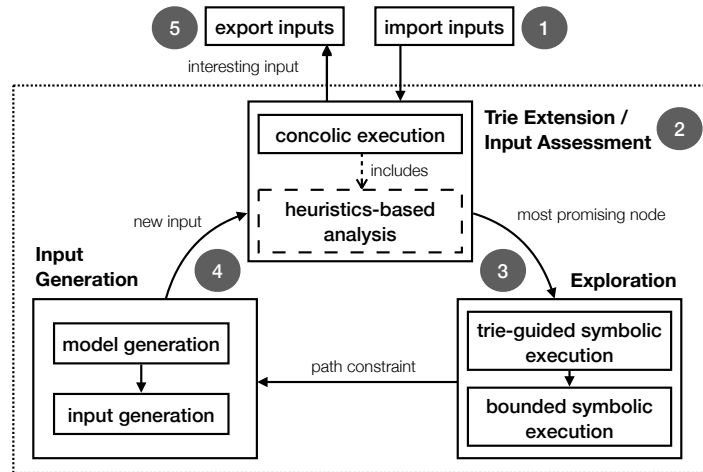 5
export inputs
import inputs
1
interesting input
Trie Extension /
Input Assessment
2
concolic execution
includes
heuristics-based
analysis
new input
most promising node
Input
Generation
4
3
Exploration
model generation
trie-guided symbolic
execution
path constraint
input generation
bounded symbolic
execution